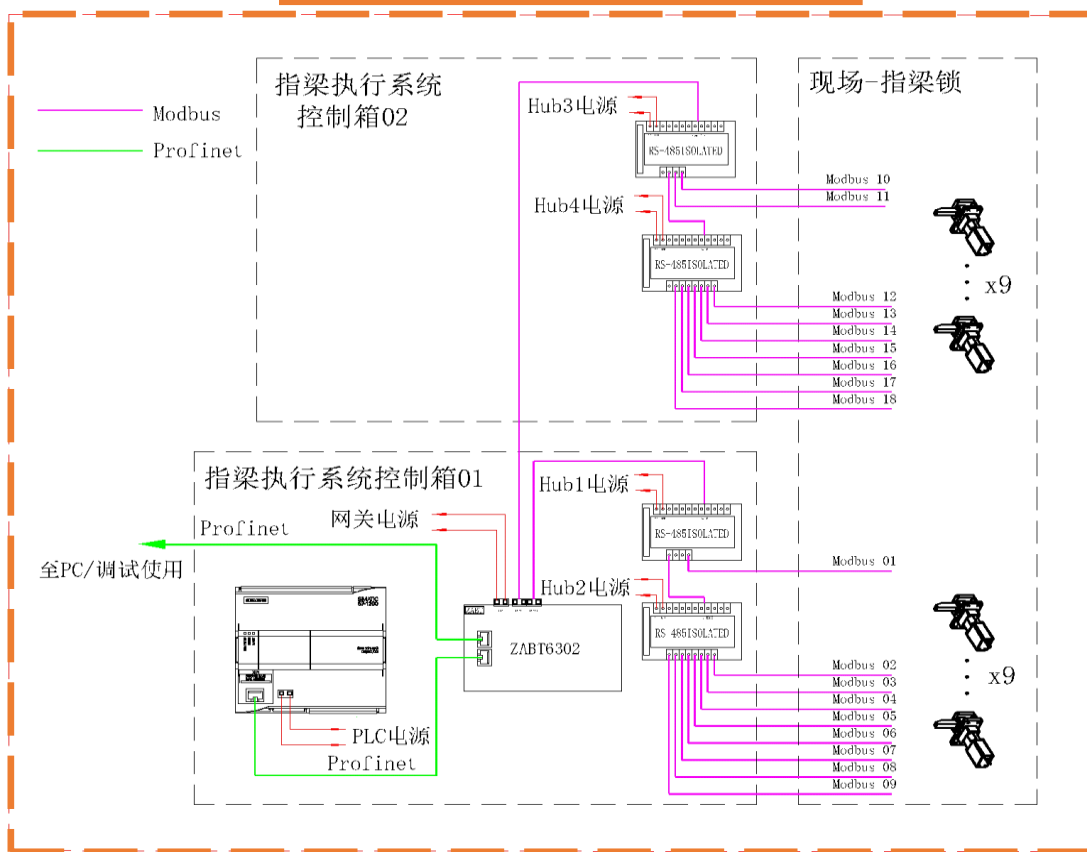 指梁执行系统
控制箱02
现场-指梁锁
Modbus
Profinet
Hub3电源
RS-485ISOLATED
Modbus 10
Modbus 11
Hub4电源
RS-485ISOLATED
x9
Modbus 12
Modbus 13
Modbus 14
Modbus 15
Modbus 16
Modbus 17
Modbus 18
指梁执行系统控制箱01
Hub1电源
网关电源
Profinet
RS-485ISOLATED
Modbus 01
至PC/调试使用
Hub2电源
RS 485ISOLATED
ZABT6302
x9
Modbus 02
Modbus 03
Modbus 04
Modbus 05
Modbus 06
Modbus 07
Modbus 08
Modbus 09
PLC电源
Profinet